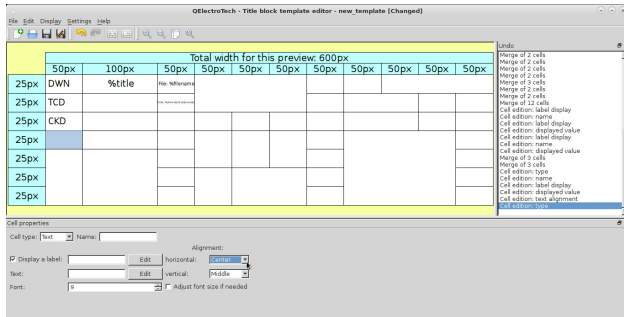 QElectroTech - Title block template editor - new_template [Changed]
File Edit Display Settings Help
Undo
Total width for this preview: 600px
50px 100px 50px 50px 50px 50px 50px 50px 50px 50px 50px
25px DWN %title File: %filename
25px TCD
25px CKD
25px
25px
25px
25px
Merge of 2 cells
Merge of 2 cells
Merge of 2 cells
Merge of 2 cells
Merge of 3 cells
Merge of 2 cells
Merge of 2 cells
Merge of 12 cells
Cell edition: label display
Cell edition: name
Cell edition: label display
Cell edition: displayed value
Cell edition: label display
Cell edition: name
Cell edition: displayed value
Merge of 3 cells
Merge of 3 cells
Cell edition: type
Cell edition: name
Cell edition: label display
Cell edition: displayed value
Cell edition: text alignment
Cell edition: type
Cell properties
Cell type: Text Name:
Alignment:
Display a label: Edit horizontal: Center
Text: Edit vertical: Middle
Font: 9 Adjust font size if needed